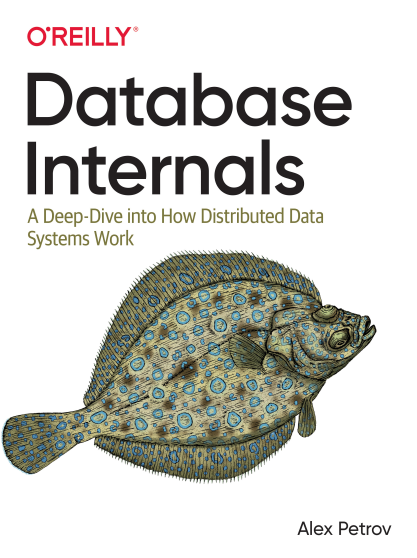 O'REILLY®
Database
Internals
A Deep-Dive into How Distributed Data
Systems Work
Alex Petrov